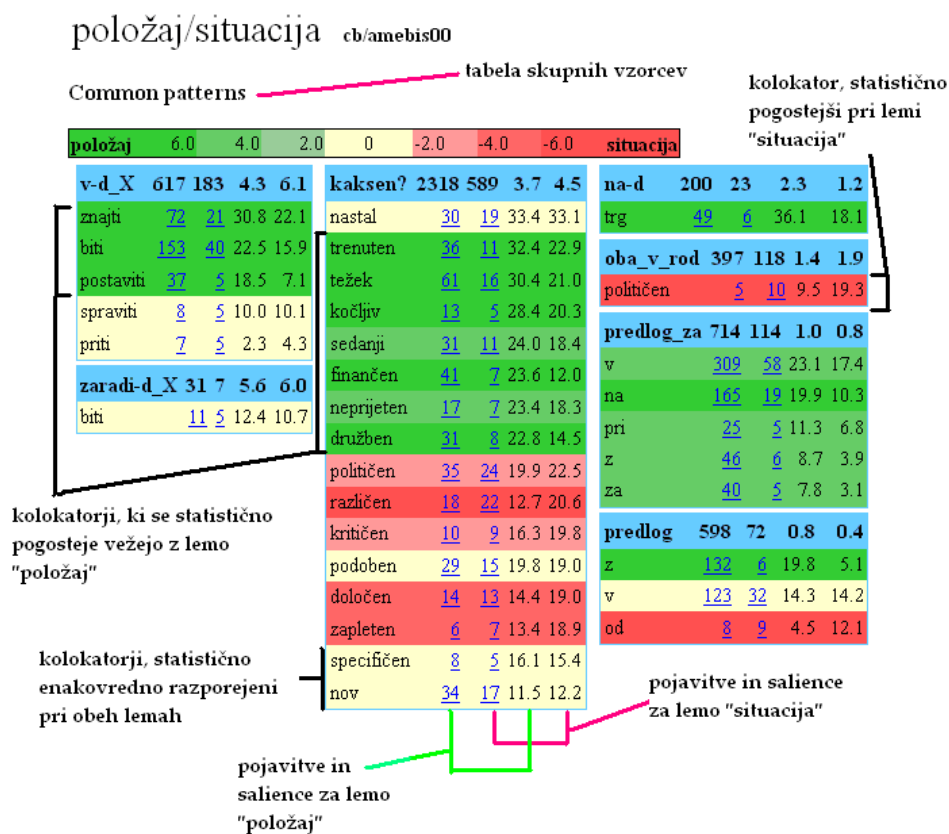 položaj/situacija cb/amebis00
tabela skupnih vzorcev
Common patterns
kolokator, statistično
pogostejši pri lemi
"situacija"
položaj 6.0 4.0 2.0 0 -2.0 -4.0 -6.0 situacija
v-d_X 617 183 4.3 6.1
znajti 72 21 30.8 22.1
biti 153 40 22.5 15.9
postaviti 37 5 18.5 7.1
spraviti 8 5 10.0 10.1
priti 7 5 2.3 4.3
zaradi-d_X 31 7 5.6 6.0
biti 11 5 12.4 10.7
kolokatorji, ki se statistično
pogosteje vežejo z lemo
"položaj"
kolokatorji, statistično
enakovredno razporejeni
pri obeh lemah
kaksen? 2318 589 3.7 4.5
nastal 30 19 33.4 33.1
trenuten 36 11 32.4 22.9
težek 61 16 30.4 21.0
kočljiv 13 5 28.4 20.3
sedanji 31 11 24.0 18.4
finančen 41 7 23.6 12.0
neprijeten 17 7 23.4 18.3
družben 31 8 22.8 14.5
političen 35 24 19.9 22.5
različen 18 22 12.7 20.6
kritičen 10 9 16.3 19.8
podoben 29 15 19.8 19.0
določen 14 13 14.4 19.0
zapleten 6 7 13.4 18.9
specifičen 8 5 16.1 15.4
nov 34 17 11.5 12.2
na-d 200 23 2.3 1.2
trg 49 6 36.1 18.1
oba_v_rod 397 118 1.4 1.9
političen 5 10 9.5 19.3
predlog_za 714 114 1.0 0.8
v 309 58 23.1 17.4
na 165 19 19.9 10.3
pri 25 5 11.3 6.8
z 46 6 8.7 3.9
za 40 5 7.8 3.1
predlog 598 72 0.8 0.4
z 132 6 19.8 5.1
v 123 32 14.3 14.2
od 8 9 4.5 12.1
pojavitve in salience
za lemo "situacija"
pojavitve in
salience za lemo
"položaj"